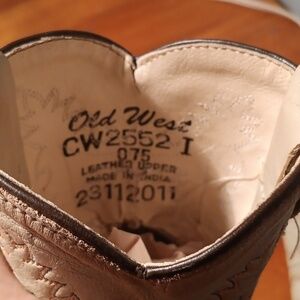 Old West
CW2552 I
075
LEATHER UPPER
MADE IN INDIA
23112011